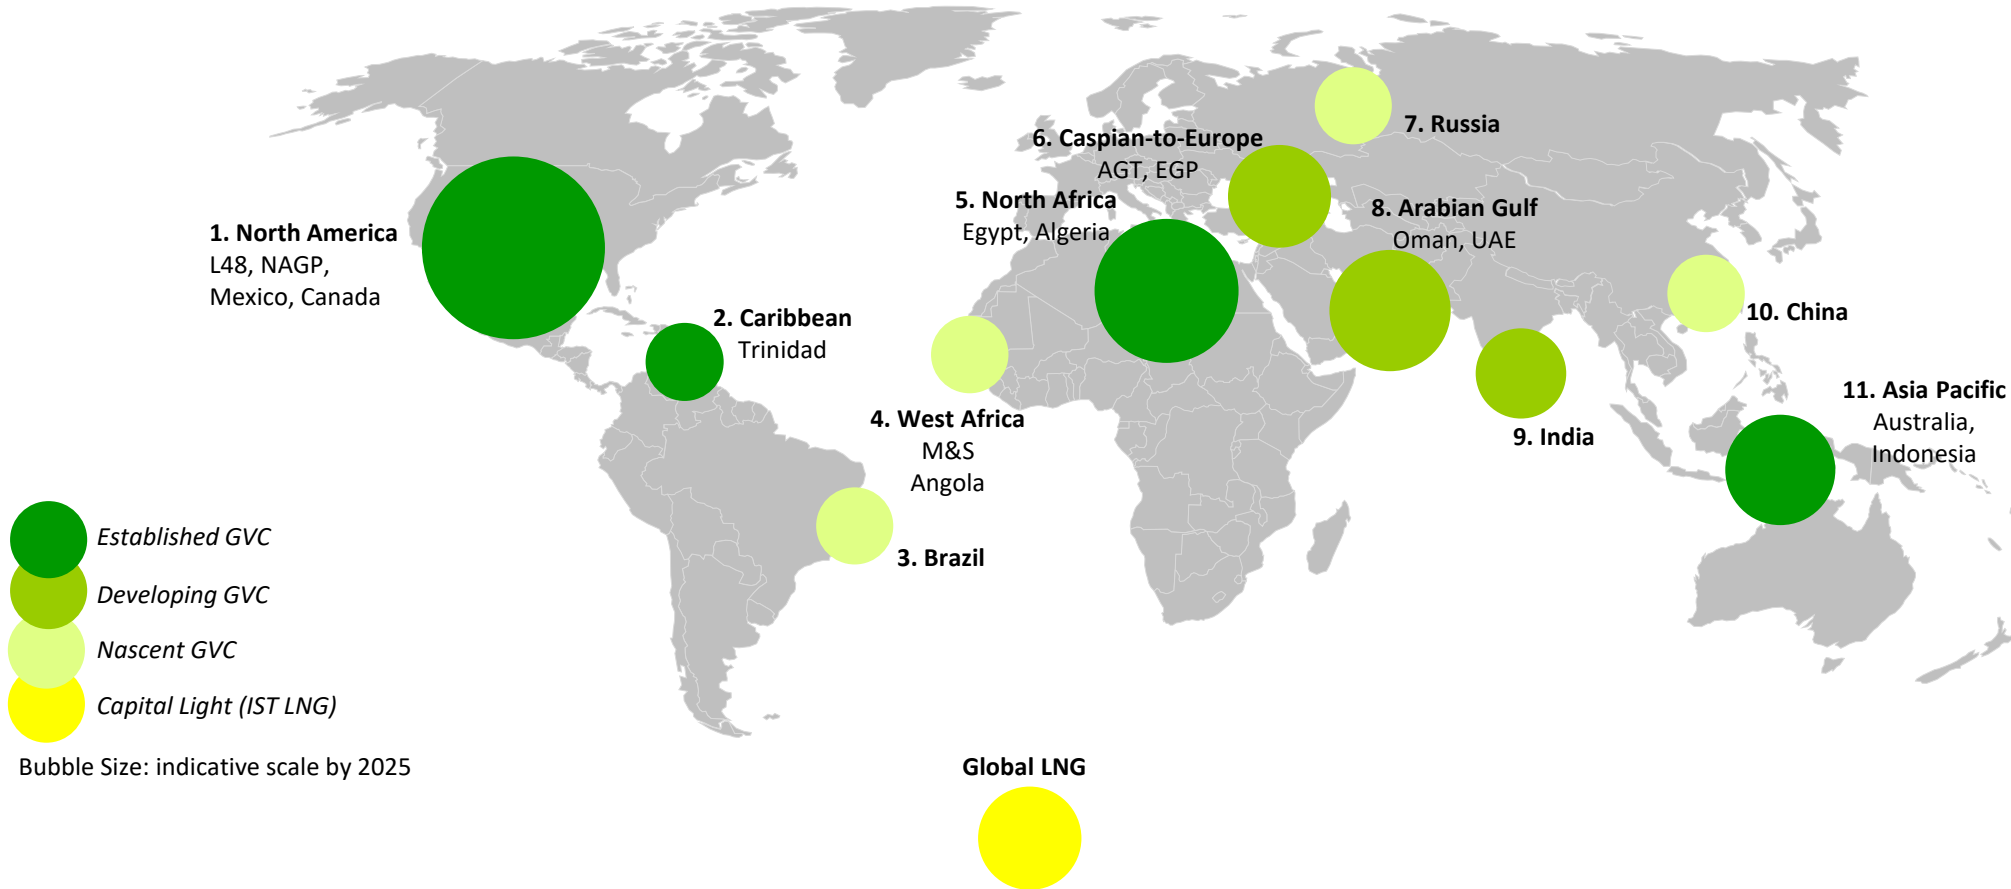 1. North America
L48, NAGP,
Mexico, Canada
2. Caribbean
Trinidad
3. Brazil
4. West Africa
M&S
Angola
5. North Africa
Egypt, Algeria
6. Caspian-to-Europe
AGT, EGP
7. Russia
8. Arabian Gulf
Oman, UAE
9. India
10. China
11. Asia Pacific
Australia,
Indonesia
Established GVC
Developing GVC
Nascent GVC
Capital Light (IST LNG)
Bubble Size: indicative scale by 2025
Global LNG